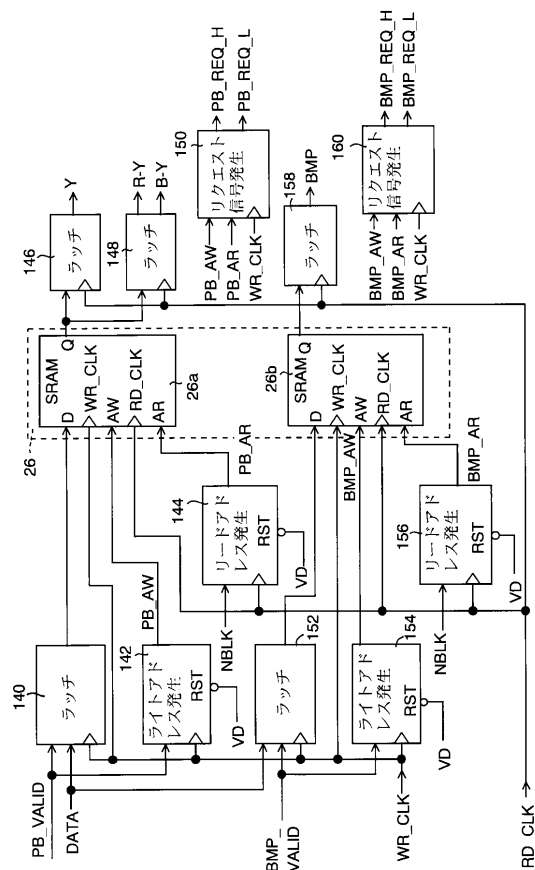 146
ラッチ
Y
148
ラッチ
R-Y
B-Y
150
リクエスト
信号発生
PB_REQ_H
PB_REQ_L
PB_AW
PB_AR
WR_CLK
158
ラッチ
BMP
160
リクエスト
信号発生
BMP_REQ_H
BMP_REQ_L
BMP_AW
BMP_AR
WR_CLK
26
SRAM
D
Q
WR_CLK
AW
RD_CLK
AR
26a
26b
SRAM
D
Q
WR_CLK
AW
RD_CLK
AR
PB_AR
BMP_AW
BMP_AR
144
リードアド
レス発生
RST
NBLK
VD
156
リードアド
レス発生
RST
NBLK
VD
PB_AW
140
ラッチ
142
ライトアド
レス発生
RST
VD
152
ラッチ
154
ライトアド
レス発生
RST
VD
PB_VALID
DATA
BMP_
VALID
WR_CLK
RD_CLK